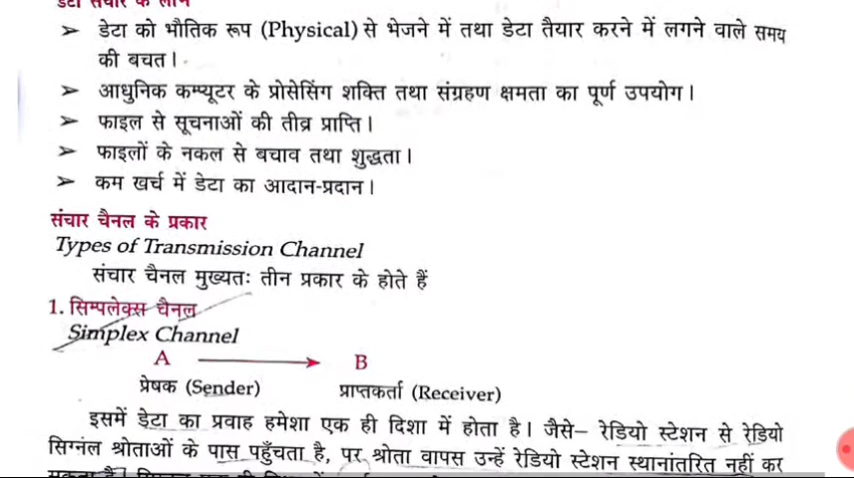 डेटा संचार के लाभ
➢ डेटा को भौतिक रूप (Physical) से भेजने में तथा डेटा तैयार करने में लगने वाले समय
की बचत।
➢ आधुनिक कम्प्यूटर के प्रोसेसिंग शक्ति तथा संग्रहण क्षमता का पूर्ण उपयोग।
➢ फाइल से सूचनाओं की तीव्र प्राप्ति।
➢ फाइलों के नकल से बचाव तथा शुद्धता।
➢ कम खर्च में डेटा का आदान-प्रदान।
संचार चैनल के प्रकार
Types of Transmission Channel
संचार चैनल मुख्यतः तीन प्रकार के होते हैं
1. सिम्पलेक्स चैनल
Simplex Channel
A ⟶ B
प्रेषक (Sender) प्राप्तकर्ता (Receiver)
इसमें डेटा का प्रवाह हमेशा एक ही दिशा में होता है। जैसे– रेडियो स्टेशन से रेडियो
सिग्नल श्रोताओं के पास पहुँचता है, पर श्रोता वापस उन्हें रेडियो स्टेशन स्थानांतरित नहीं कर